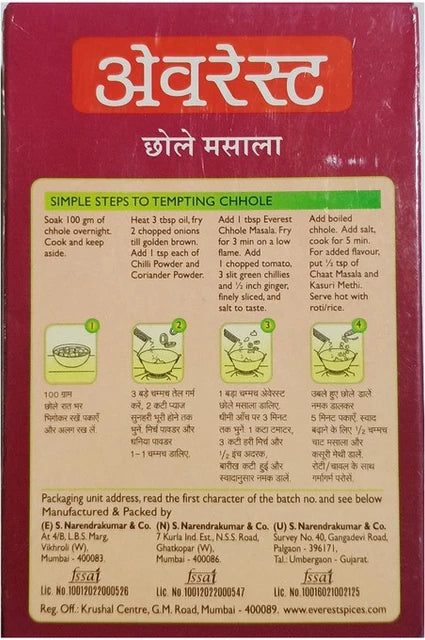 अेवरेस्ट
छोले मसाला
SIMPLE STEPS TO TEMPTING CHHOLE
Soak 100 gm of
chhole overnight.
Cook and keep
aside.
Heat 3 tbsp oil, fry
2 chopped onions
till golden brown.
Add 1 tsp each of
Chilli Powder and
Coriander Powder.
Add 1 tbsp Everest
Chhole Masala. Fry
for 3 min on a low
flame. Add
1 chopped tomato,
3 slit green chillies
and ½ inch ginger,
finely sliced, and
salt to taste.
Add boiled
chhole. Add salt,
cook for 5 min.
For added flavour,
put ½ tsp of
Chaat Masala and
Kasuri Methi.
Serve hot with
roti/rice.
1
2
3
4
100 ग्राम
छोले रात भर
भिगोकर रखें, पकाएँ
और अलग रख लें.
3 बड़े चम्मच तेल गर्म
करें, 2 कटी प्याज
सुनहरी भूरी होने तक
भुनें. मिर्च पावडर और
धनिया पावडर
1-1 चम्मच डालिए.
1 बड़ा चम्मच अेवरेस्ट
छोले मसाला डालिए.
धीमी आँच पर 3 मिनट
तक भुनें. 1 कटा टमाटर,
3 कटी हरी मिर्च और
½ इंच अदरक,
बारीख कटी हुई और
स्वादानुसार नमक डालें.
उबले हुए छोले डालें.
नमक डालकर
5 मिनट पकाएँ. स्वाद
बढ़ाने के लिए ½ चम्मच
चाट मसाला और
कसूरी मेथी डालें.
रोटी/चावल के साथ
गर्मागर्म परोसें.
Packaging unit address, read the first character of the batch no. and see below
Manufactured & Packed by
(E) S. Narendrakumar & Co.
At 4/B, L.B.S. Marg,
Vikhroli (W),
Mumbai - 400083.
fssai
Lic. No. 10012022000526
(N) S. Narendrakumar & Co.
7 Kurla Ind. Est., N.S.S. Road,
Ghatkopar (W),
Mumbai - 400086.
fssai
Lic. No. 10012022000547
(U) S. Narendrakumar & Co.
Survey No. 40, Gangadevi Road,
Palgaon - 396171,
Tal.: Umbergaon - Gujarat.
fssai
Lic. No. 10016021002125
Reg. Off.: Krushal Centre, G.M. Road, Mumbai - 400089. www.everestspices.com